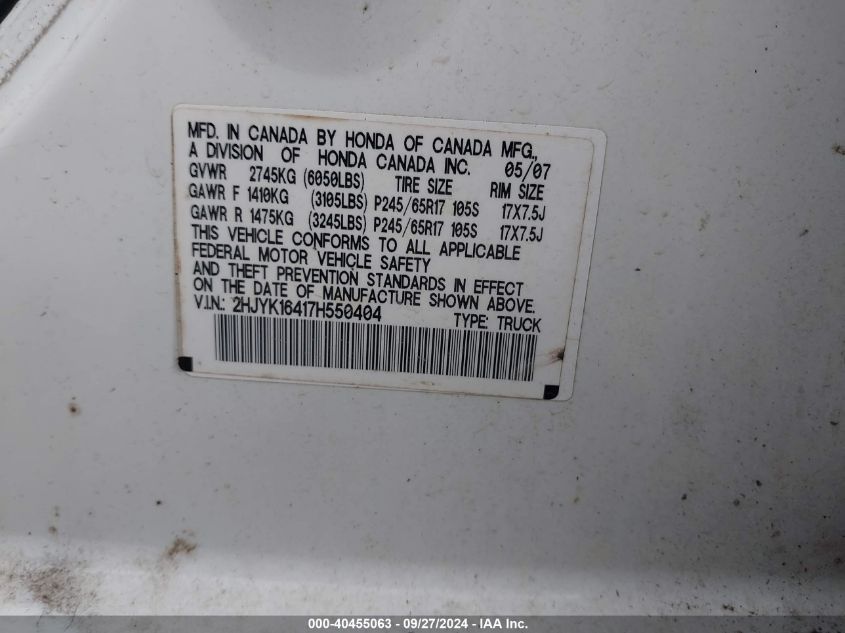 MFD. IN CANADA BY HONDA OF CANADA MFG.,
A DIVISION OF HONDA CANADA INC. 05/07
GVWR 2745KG (6050LBS) TIRE SIZE RIM SIZE
GAWR F 1410KG (3105LBS) P245/65R17 105S 17X7.5J
GAWR R 1475KG (3245LBS) P245/65R17 105S 17X7.5J
THIS VEHICLE CONFORMS TO ALL APPLICABLE
FEDERAL MOTOR VEHICLE SAFETY
AND THEFT PREVENTION STANDARDS IN EFFECT
ON THE DATE OF MANUFACTURE SHOWN ABOVE.
V.I.N.: 2HJYK16417H550404 TYPE: TRUCK
000-40455063 - 09/27/2024 - IAA Inc.